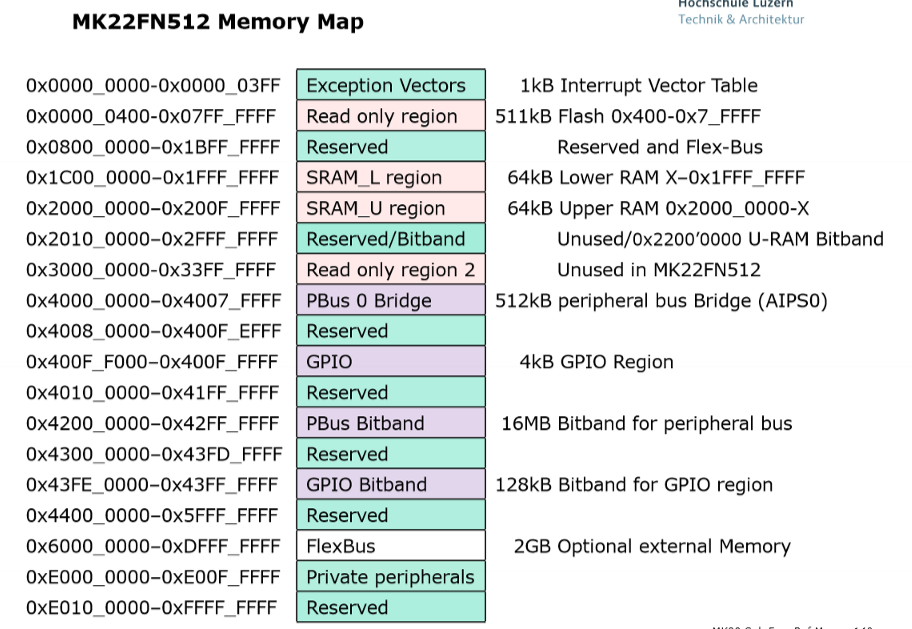 Hochschule Luzern
MK22FN512 Memory Map
Technik & Architektur
0x0000_0000-0x0000_03FF Exception Vectors 1kB Interrupt Vector Table
0x0000_0400-0x07FF_FFFF Read only region 511kB Flash 0x400-0x7_FFFF
0x0800_0000–0x1BFF_FFFF Reserved Reserved and Flex-Bus
0x1C00_0000–0x1FFF_FFFF SRAM_L region 64kB Lower RAM X–0x1FFF_FFFF
0x2000_0000–0x200F_FFFF SRAM_U region 64kB Upper RAM 0x2000_0000-X
0x2010_0000–0x2FFF_FFFF Reserved/Bitband Unused/0x2200’0000 U-RAM Bitband
0x3000_0000-0x33FF_FFFF Read only region 2 Unused in MK22FN512
0x4000_0000–0x4007_FFFF PBus 0 Bridge 512kB peripheral bus Bridge (AIPS0)
0x4008_0000–0x400F_EFFF Reserved
0x400F_F000–0x400F_FFFF GPIO 4kB GPIO Region
0x4010_0000–0x41FF_FFFF Reserved
0x4200_0000–0x42FF_FFFF PBus Bitband 16MB Bitband for peripheral bus
0x4300_0000–0x43FD_FFFF Reserved
0x43FE_0000–0x43FF_FFFF GPIO Bitband 128kB Bitband for GPIO region
0x4400_0000–0x5FFF_FFFF Reserved
0x6000_0000–0xDFFF_FFFF FlexBus 2GB Optional external Memory
0xE000_0000–0xE00F_FFFF Private peripherals
0xE010_0000–0xFFFF_FFFF Reserved